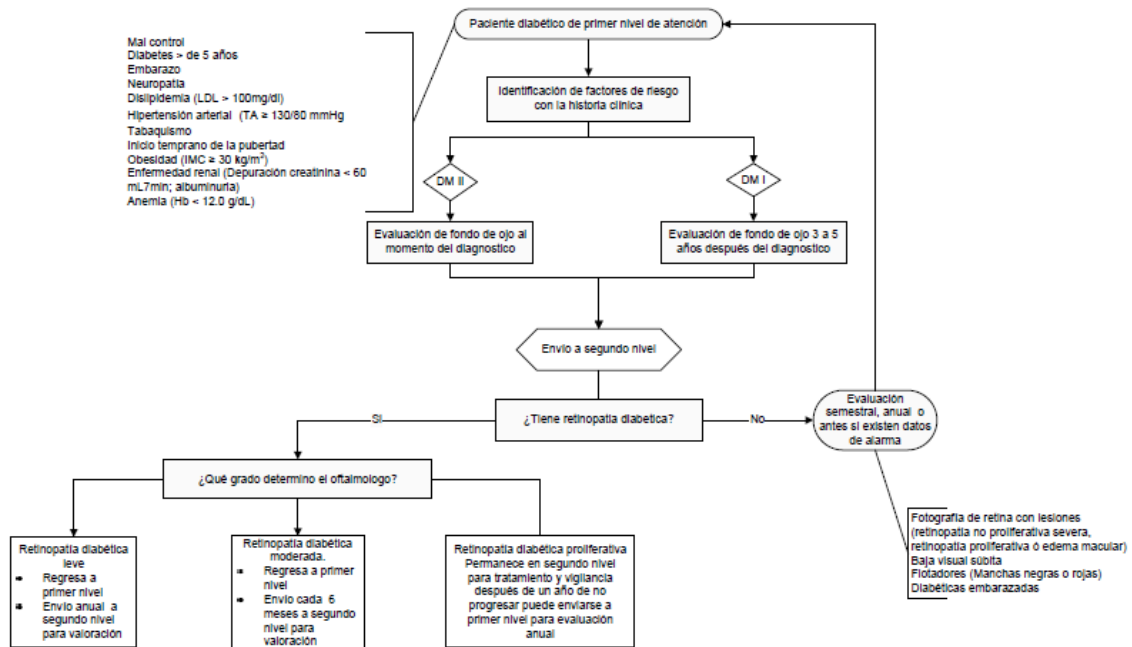 Paciente diabético de primer nivel de atención
Mal control
Diabetes > de 5 años
Embarazo
Neuropatía
Dislipidemia (LDL > 100mg/dl)
Hipertensión arterial (TA ≥ 130/80 mmHg
Tabaquismo
Inicio temprano de la pubertad
Obesidad (IMC ≥ 30 kg/m²)
Enfermedad renal (Depuración creatinina < 60
mL7min; albuminuria)
Anemia (Hb < 12.0 g/dL)
Identificación de factores de riesgo
con la historia clínica
DM II
DM I
Evaluación de fondo de ojo al
momento del diagnostico
Evaluación de fondo de ojo 3 a 5
años después del diagnostico
Envío a segundo nivel
¿Tiene retinopatía diabetica?
Si
No
Evaluación
semestral, anual o
antes si existen datos
de alarma
¿Qué grado determino el oftalmologo?
Retinopatía diabética
leve
Regresa a
primer nivel
Envio anual a
segundo nivel
para valoración
Retinopatía diabética
moderada.
Regresa a primer
nivel
Envio cada 6
meses a segundo
nivel para
valoración
Retinopatía diabética proliferativa
Permanece en segundo nivel
para tratamiento y vigilancia
después de un año de no
progresar puede enviarse a
primer nivel para evaluación
anual
Fotografía de retina con lesiones
(retinopatía no proliferativa severa,
retinopatía proliferativa ó edema macular)
Baja visual súbita
Flotadores (Manchas negras o rojas)
Diabéticas embarazadas